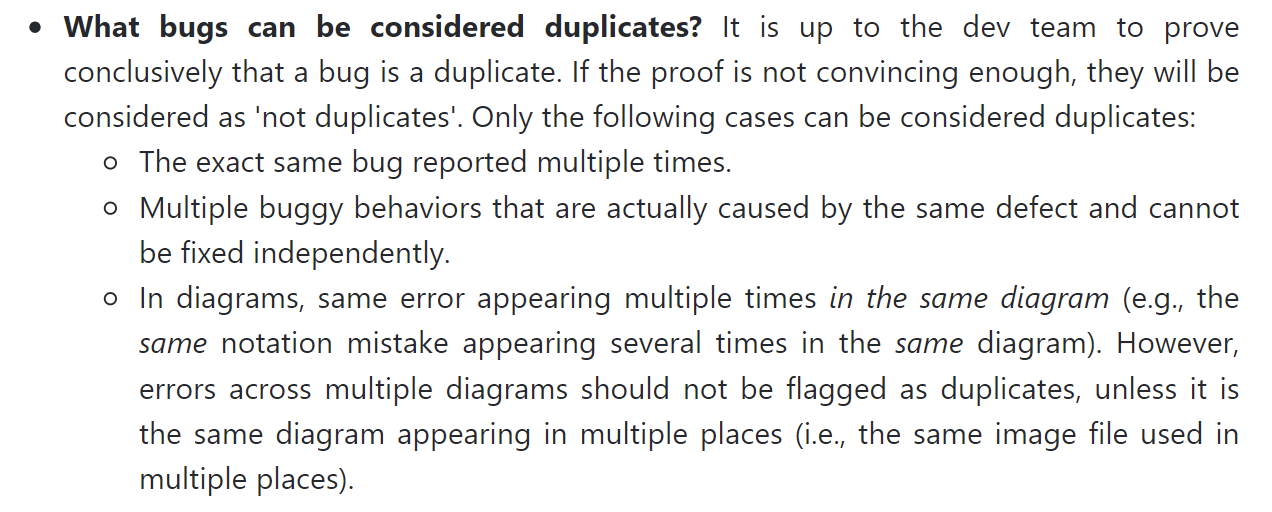 • What bugs can be considered duplicates? It is up to the dev team to prove
conclusively that a bug is a duplicate. If the proof is not convincing enough, they will be
considered as 'not duplicates'. Only the following cases can be considered duplicates:
○ The exact same bug reported multiple times.
○ Multiple buggy behaviors that are actually caused by the same defect and cannot
be fixed independently.
○ In diagrams, same error appearing multiple times in the same diagram (e.g., the
same notation mistake appearing several times in the same diagram). However,
errors across multiple diagrams should not be flagged as duplicates, unless it is
the same diagram appearing in multiple places (i.e., the same image file used in
multiple places).